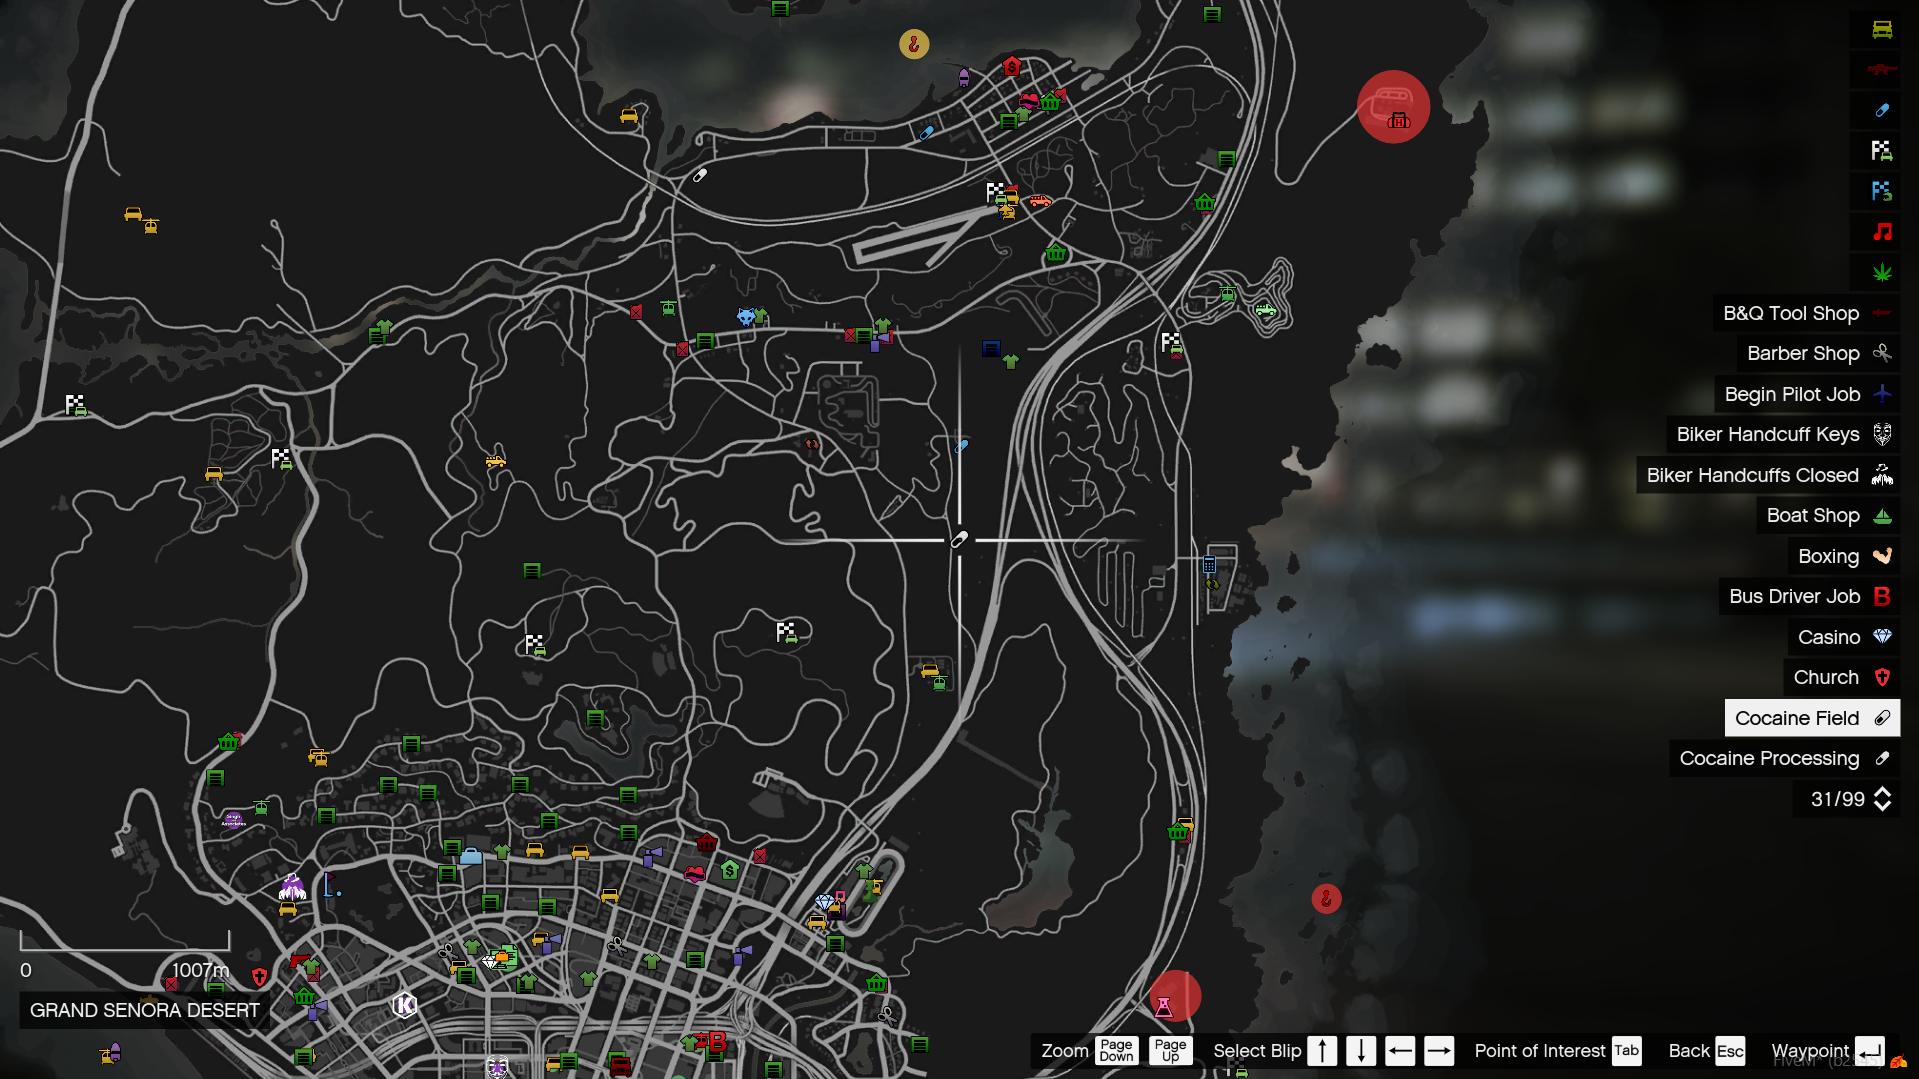 B&Q Tool Shop
Barber Shop
Begin Pilot Job
Biker Handcuff Keys
Biker Handcuffs Closed
Boat Shop
Boxing
Bus Driver Job B
Casino
Church
Cocaine Field
Cocaine Processing
31/99
0 1007m
GRAND SENORA DESERT
K
B
Zoom Page Down Page Up Select Blip ↑ ↓ ← → Point of Interest Tab Back Esc Waypoint